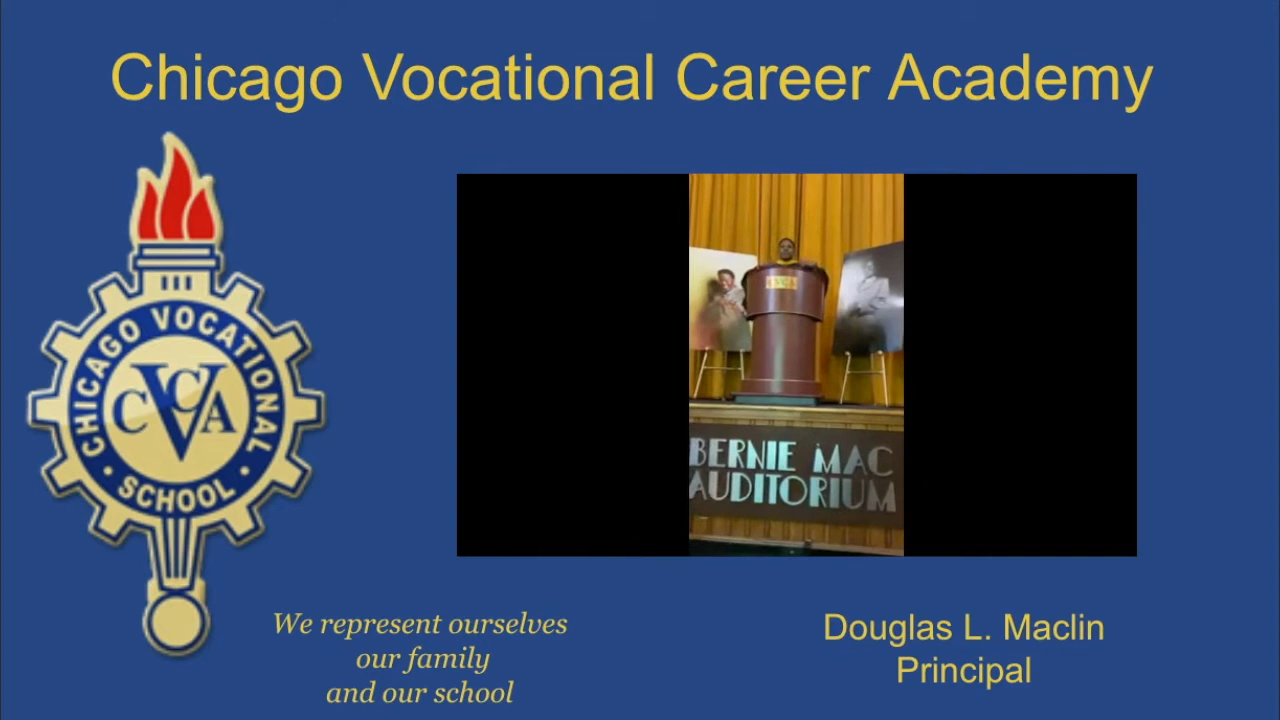 Chicago Vocational Career Academy
CHICAGO VOCATIONAL
CVCA
SCHOOL
BERNIE MAC
AUDITORIUM
We represent ourselves
our family
and our school
Douglas L. Maclin
Principal